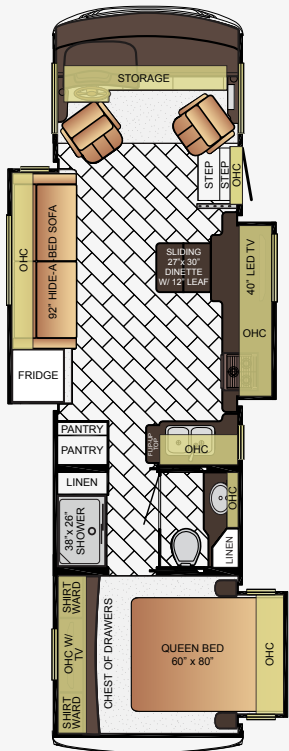 STORAGE
STEP
STEP
OHC
OHC
92" HIDE-A-BED SOFA
SLIDING
27"x 30"
DINETTE
W/ 12" LEAF
40" LED TV
OHC
FRIDGE
PANTRY
PANTRY
POP-UP
TOP
OHC
LINEN
38"x 26"
SHOWER
OHC
LINEN
SHIRT
WARD
OHC W/
TV
SHIRT
WARD
CHEST OF DRAWERS
QUEEN BED
60" x 80"
OHC